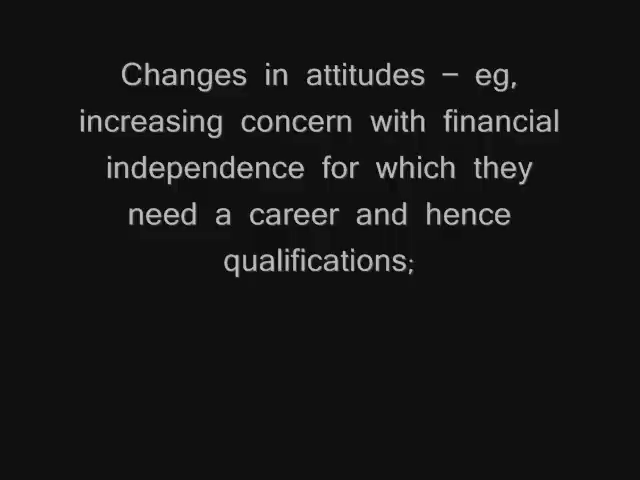 Changes in attitudes – eg,
increasing concern with financial
independence for which they
need a career and hence
qualifications;